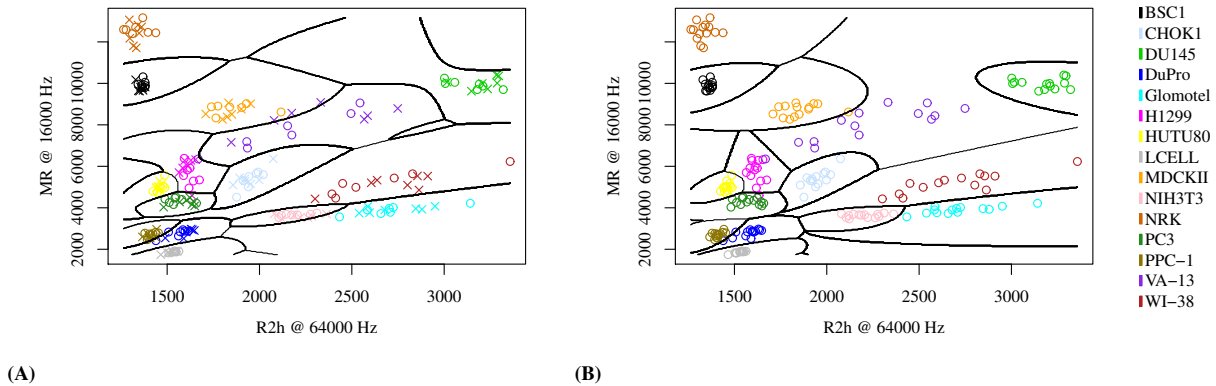 MR @ 16000 Hz
2000 4000 6000 8000 10000
1500 2000 2500 3000
R2h @ 64000 Hz
(A)
MR @ 16000 Hz
2000 4000 6000 8000 10000
1500 2000 2500 3000
R2h @ 64000 Hz
(B)
BSC1
CHOK1
DU145
DuPro
Glomotel
H1299
HUTU80
LCELL
MDCKII
NIH3T3
NRK
PC3
PPC−1
VA−13
WI−38